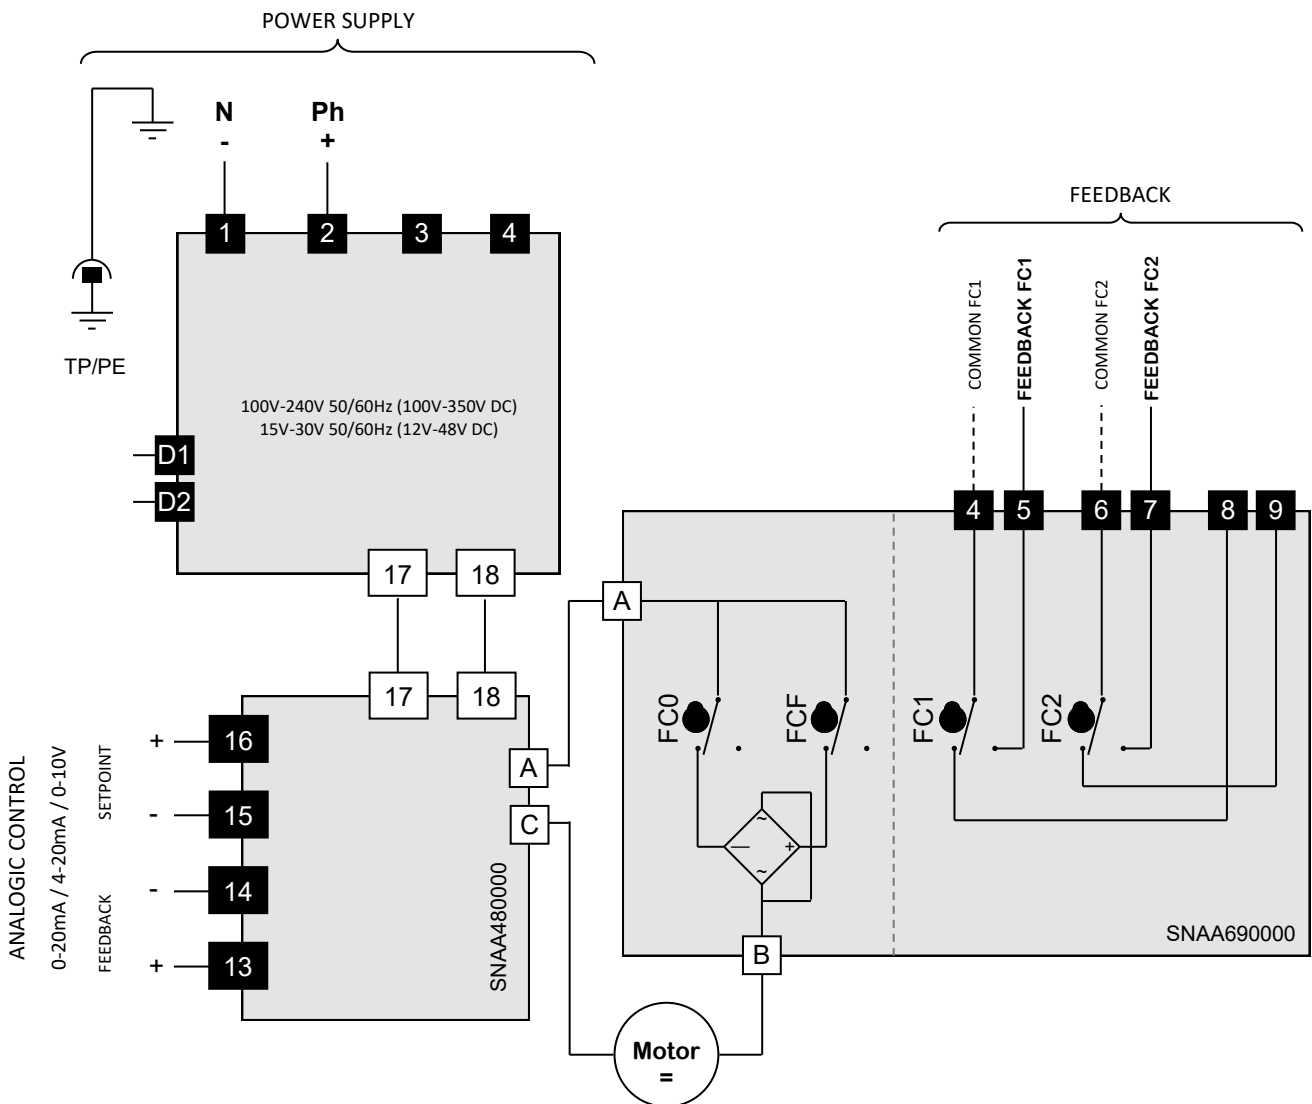 POWER SUPPLY
N
-
Ph
+
1
2
3
4
TP/PE
100V-240V 50/60Hz (100V-350V DC)
15V-30V 50/60Hz (12V-48V DC)
D1
D2
17
18
FEEDBACK
COMMON FC1
FEEDBACK FC1
COMMON FC2
FEEDBACK FC2
4
5
6
7
8
9
A
FC0
FCF
FC1
FC2
~
—
+
~
SNAA690000
B
17
18
ANALOGIC CONTROL
0-20mA / 4-20mA / 0-10V
SETPOINT
FEEDBACK
+
16
-
15
-
14
+
13
A
C
SNAA480000
Motor
=